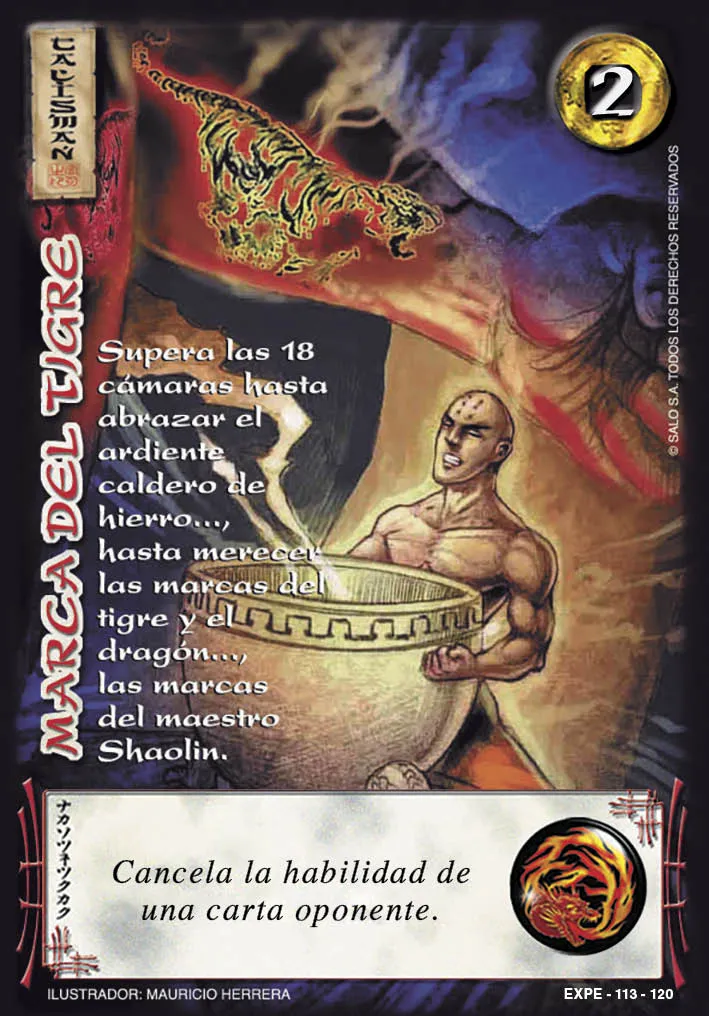 TALISMAN
2
MARCA DEL TIGRE
Supera las 18
cámaras hasta
abrazar el
ardiente
caldero de
hierro...,
hasta merecer
las marcas del
tigre y el
dragón...,
las marcas
del maestro
Shaolin.
© SALO S.A. TODOS LOS DERECHOS RESERVADOS
ナカソツネツクカク
Cancela la habilidad de
una carta oponente.
ILUSTRADOR: MAURICIO HERRERA
EXPE - 113 - 120